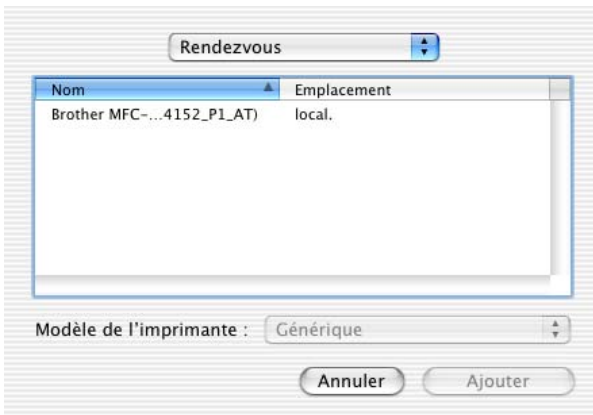 Rendezvous
Nom Emplacement
Brother MFC-...4152_P1_AT) local.
Modèle de l'imprimante : Générique
Annuler Ajouter